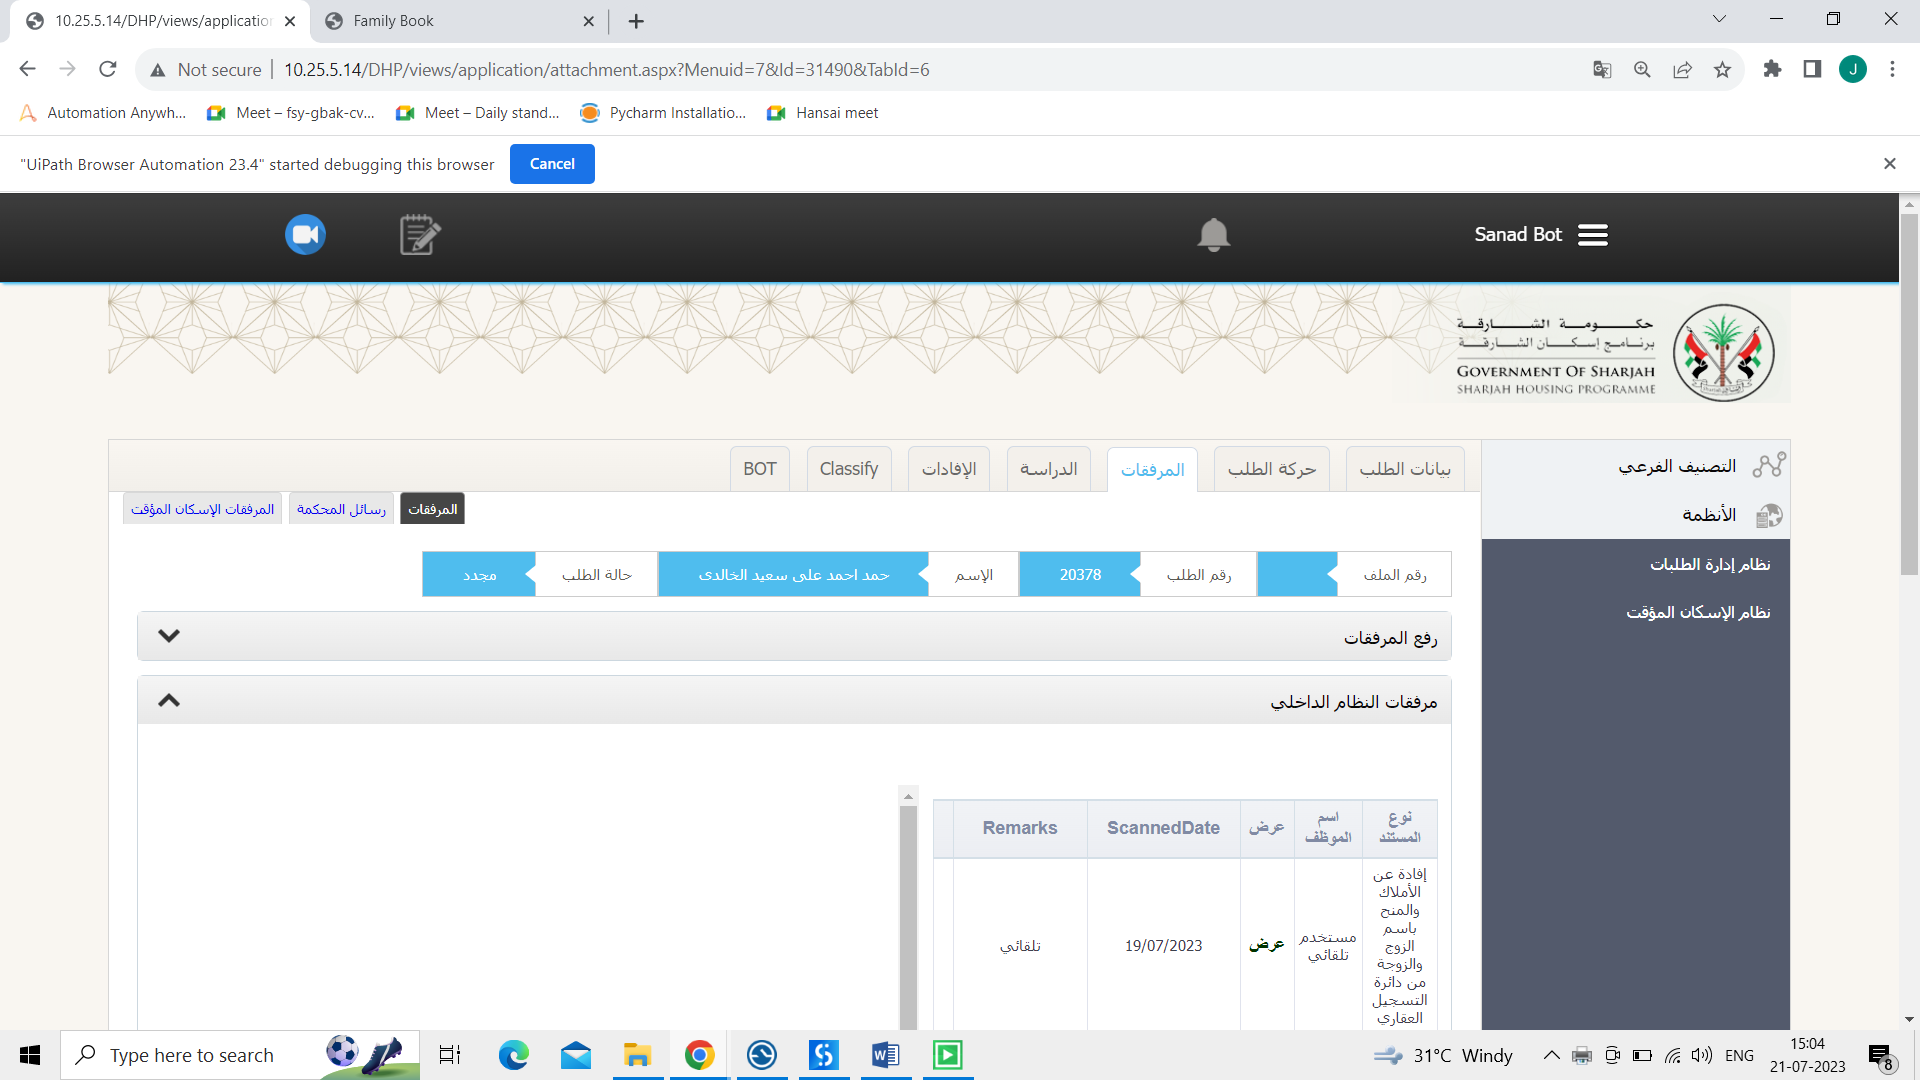 10.25.5.14/DHP/views/application
Family Book
Not secure
10.25.5.14/DHP/views/application/attachment.aspx?Menuid=7&Id=31490&TabId=6
J
Automation Anywh...
Meet – fsy-gbak-cv...
Meet – Daily stand...
Pycharm Installatio...
Hansai meet
"UiPath Browser Automation 23.4" started debugging this browser
Cancel
Sanad Bot
حكـــومة الشـــارقـة
برنامـج إسـكـان الشـارقـة
GOVERNMENT OF SHARJAH
SHARJAH HOUSING PROGRAMME
التصنيف الفرعي
الأنظمة
نظام إدارة الطلبات
نظام الإسكان المؤقت
بيانات الطلب
حركة الطلب
المرفقات
الدراسة
الإفادات
Classify
BOT
المرفقات
رسائل المحكمة
المرفقات الإسكان المؤقت
رقم الملف
رقم الطلب
20378
الإسم
حمد احمد على سعيد الخالدى
حالة الطلب
مجدد
رفع المرفقات
مرفقات النظام الداخلي
نوع المستند
اسم الموظف
عرض
ScannedDate
Remarks
إفادة عن
الأملاك
والمنح
باسم
الزوج
والزوجة
من دائرة
التسجيل
العقاري
مستخدم
تلقائي
عرض
19/07/2023
تلقائي
Type here to search
31°C Windy
ENG
15:04
21-07-2023
8